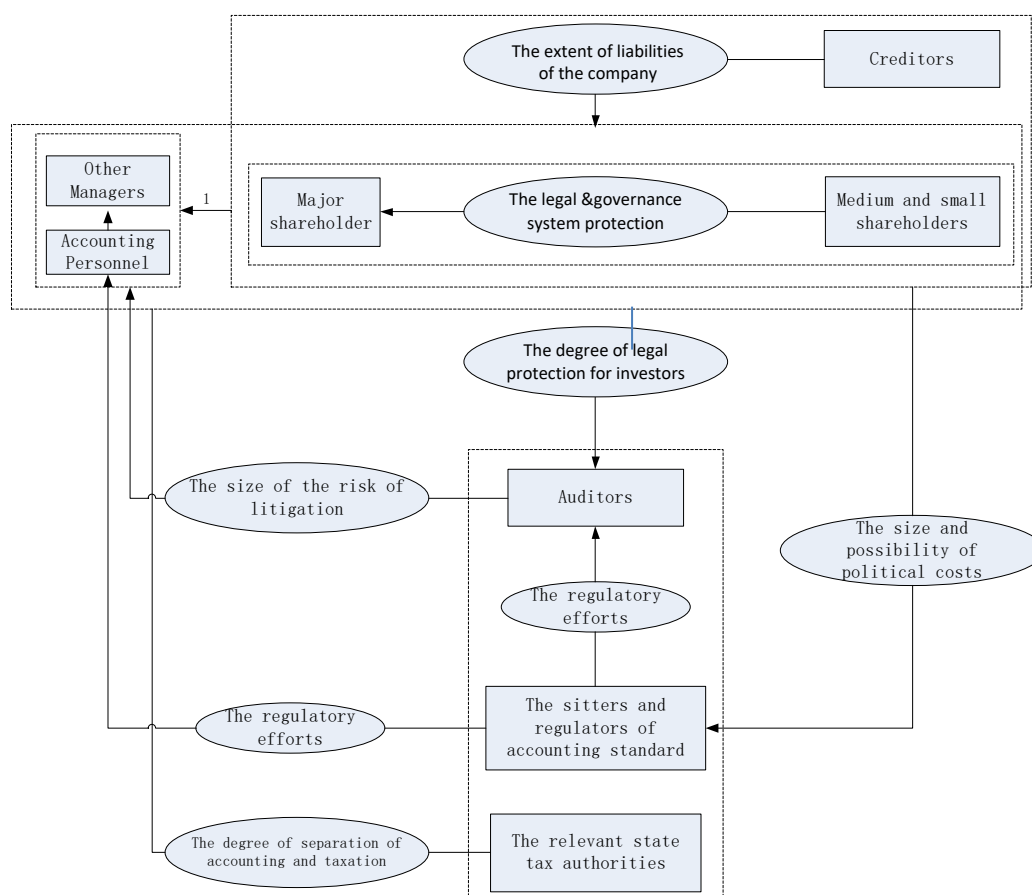 The extent of liabilities
of the company
Creditors
Other
Managers
1
Major
shareholder
The legal &governance
system protection
Medium and small
shareholders
Accounting
Personnel
The degree of legal
protection for investors
The size of the risk of
litigation
Auditors
The size and
possibility of
political costs
The regulatory
efforts
The regulatory
efforts
The sitters and
regulators of
accounting standard
The degree of separation of
accounting and taxation
The relevant state
tax authorities